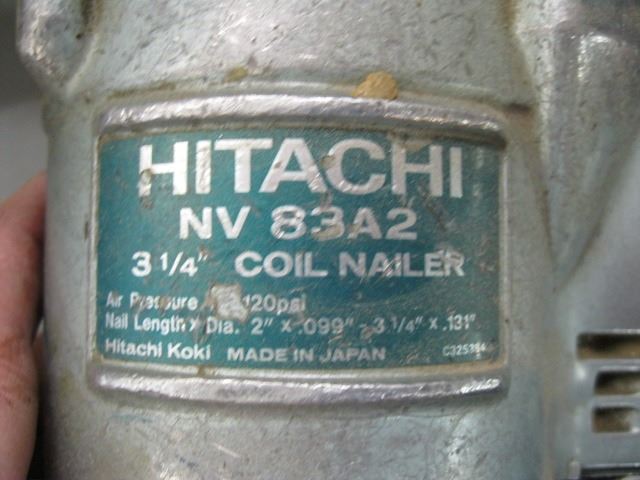 HITACHI
NV 83A2
3 1/4" COIL NAILER
Air Pressure 120psi
Nail Length x Dia. 2" x .099" - 3 1/4" x .131"
Hitachi Koki MADE IN JAPAN